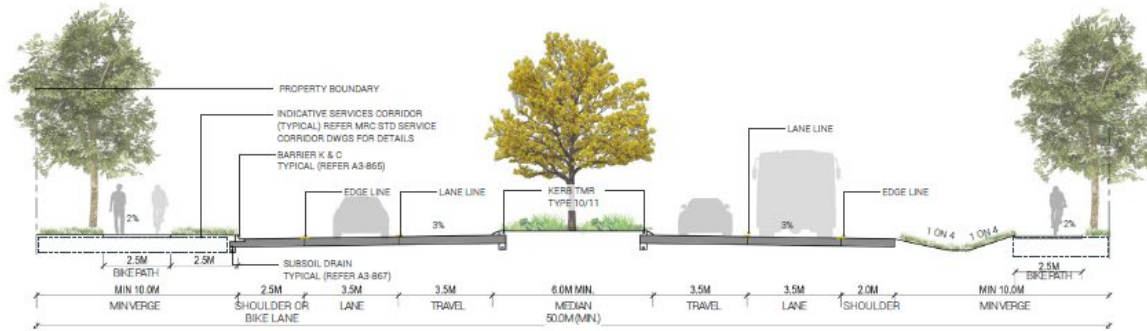 PROPERTY BOUNDARY
INDICATIVE SERVICES CORRIDOR
(TYPICAL) REFER MRC STD SERVICE
CORRIDOR DWGS FOR DETAILS
LANE LINE
BARRIER K & C
TYPICAL (REFER A3-865)
EDGE LINE
LANE LINE
KERB TMR
TYPE 10/11
EDGE LINE
2%
3%
3%
1 ON 4
1 ON 4
2%
SUBSOIL DRAIN
TYPICAL (REFER A3-867)
2.5M
BIKE PATH
2.5M
2.5M
BIKE PATH
MIN 10.0M
2.5M
3.5M
3.5M
6.0M MIN.
3.5M
3.5M
2.0M
MIN 10.0M
MIN VERGE
SHOULDER OR
BIKE LANE
LANE
TRAVEL
MEDIAN
TRAVEL
LANE
SHOULDER
MIN VERGE
50.0M (MIN.)